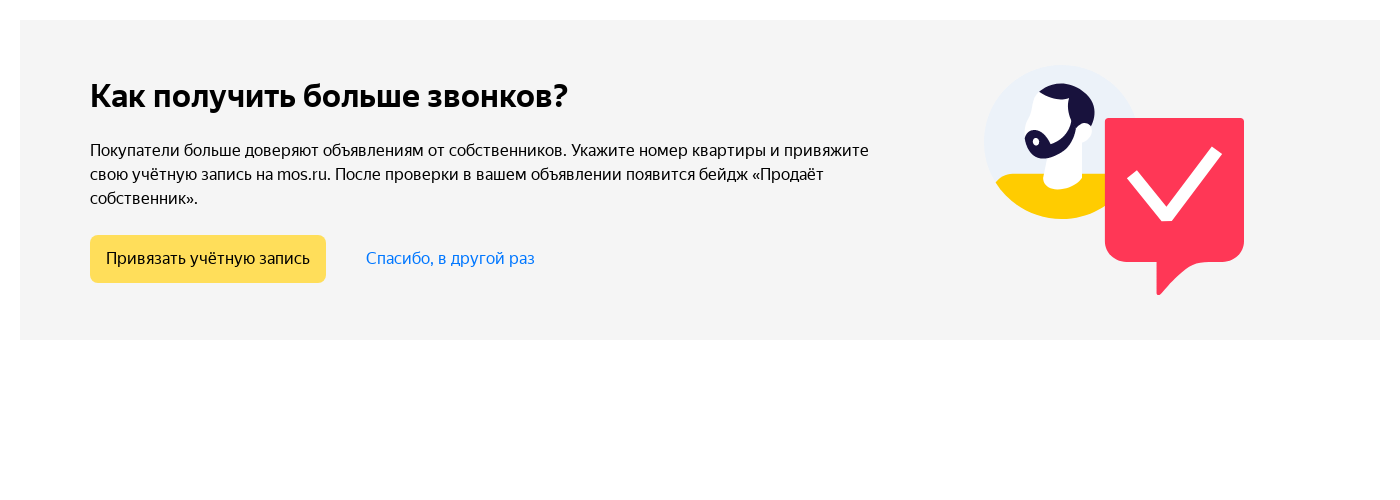 Как получить больше звонков?
Покупатели больше доверяют объявлениям от собственников. Укажите номер квартиры и привяжите
свою учётную запись на mos.ru. После проверки в вашем объявлении появится бейдж «Продаёт
собственник».
Привязать учётную запись
Спасибо, в другой раз